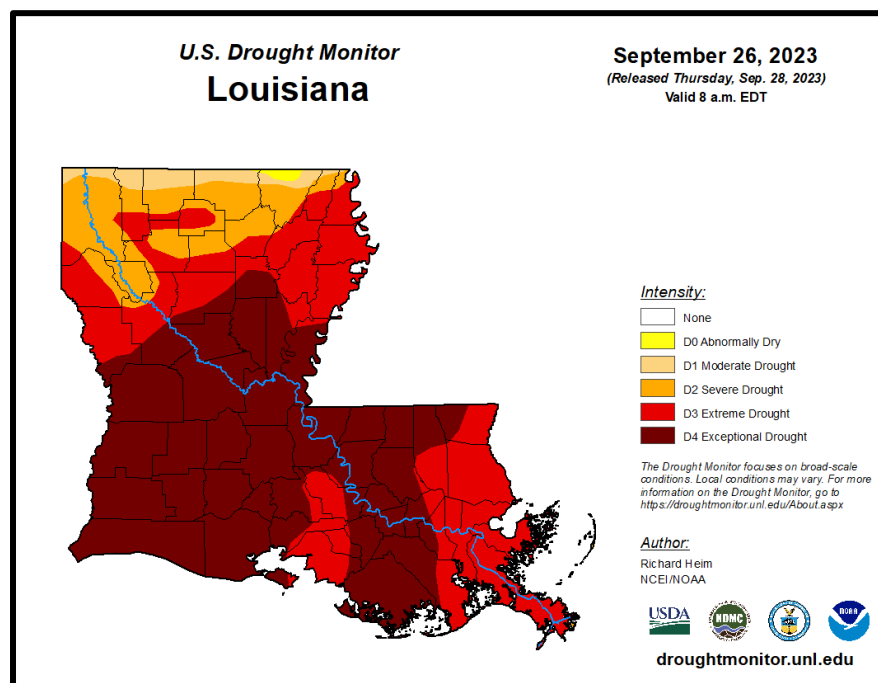 U.S. Drought Monitor
Louisiana
September 26, 2023
(Released Thursday, Sep. 28, 2023)
Valid 8 a.m. EDT
Intensity:
None
D0 Abnormally Dry
D1 Moderate Drought
D2 Severe Drought
D3 Extreme Drought
D4 Exceptional Drought
The Drought Monitor focuses on broad-scale
conditions. Local conditions may vary. For more
information on the Drought Monitor, go to
https://droughtmonitor.unl.edu/About.aspx
Author:
Richard Heim
NCEI/NOAA
USDA
NDMC
NOAA
droughtmonitor.unl.edu